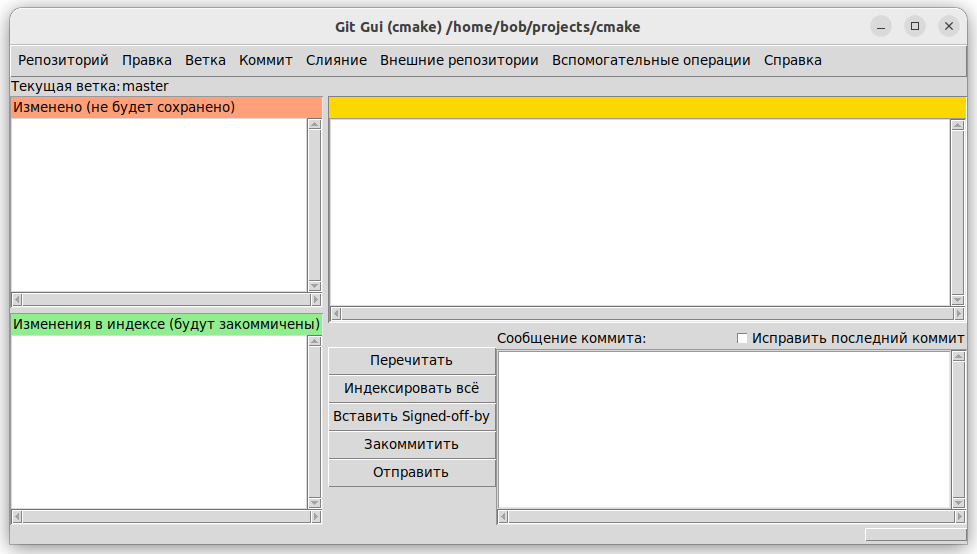 Git Gui (cmake) /home/bob/projects/cmake
Репозиторий Правка Ветка Коммит Слияние Внешние репозитории Вспомогательные операции Справка
Текущая ветка: master
Изменено (не будет сохранено)
Изменения в индексе (будут закоммичены)
Сообщение коммита: Исправить последний коммит
Перечитать
Индексировать всё
Вставить Signed-off-by
Закоммитить
Отправить